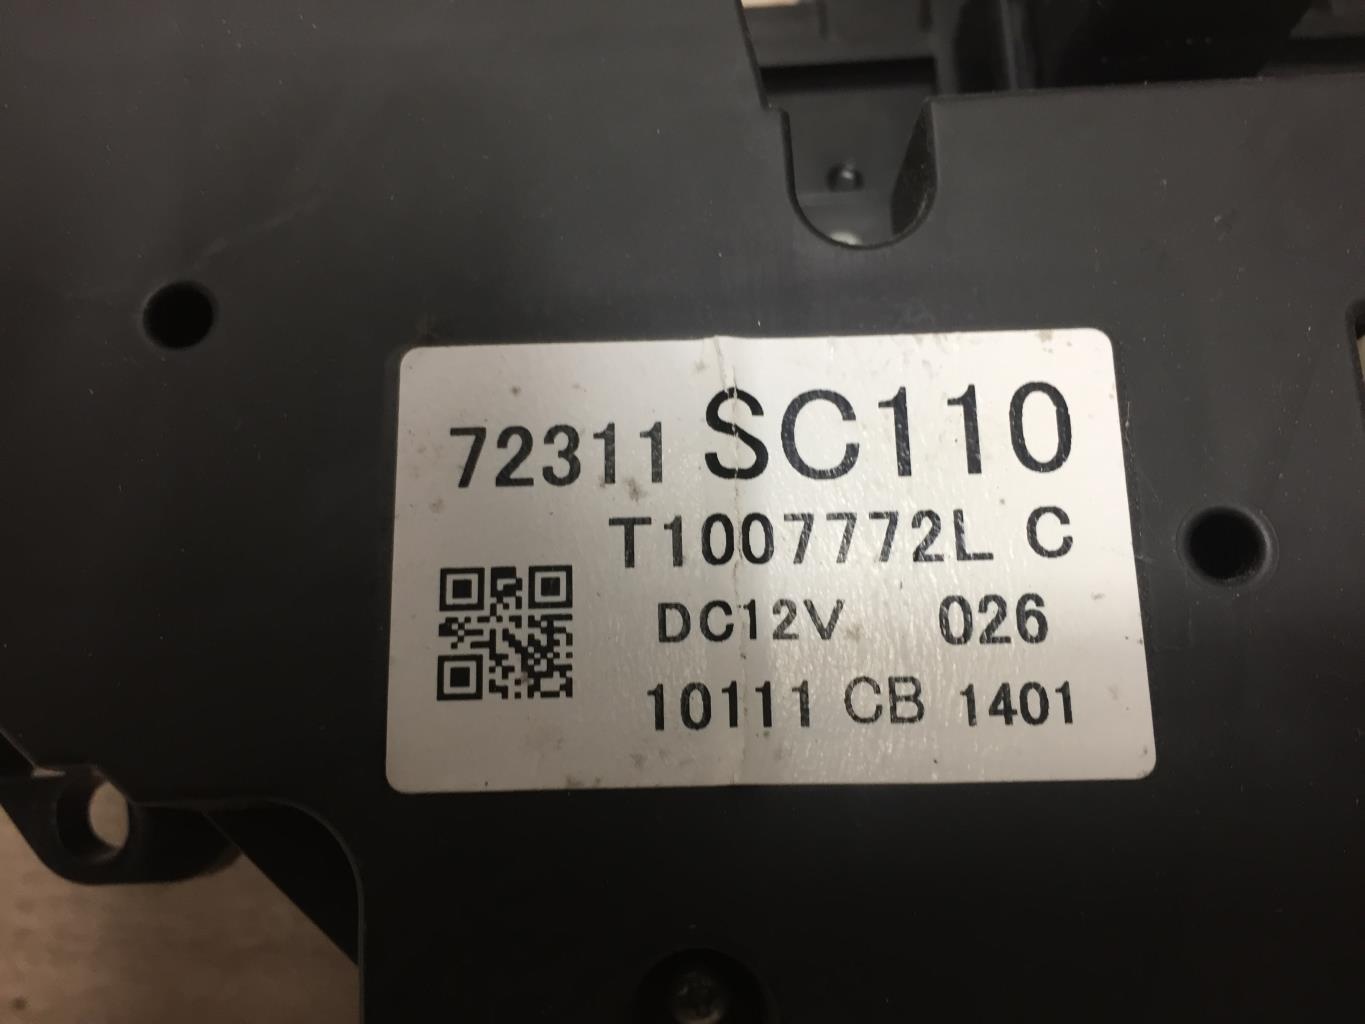 72311 SC110
T1007772L C
DC12V 026
10111 CB 1401